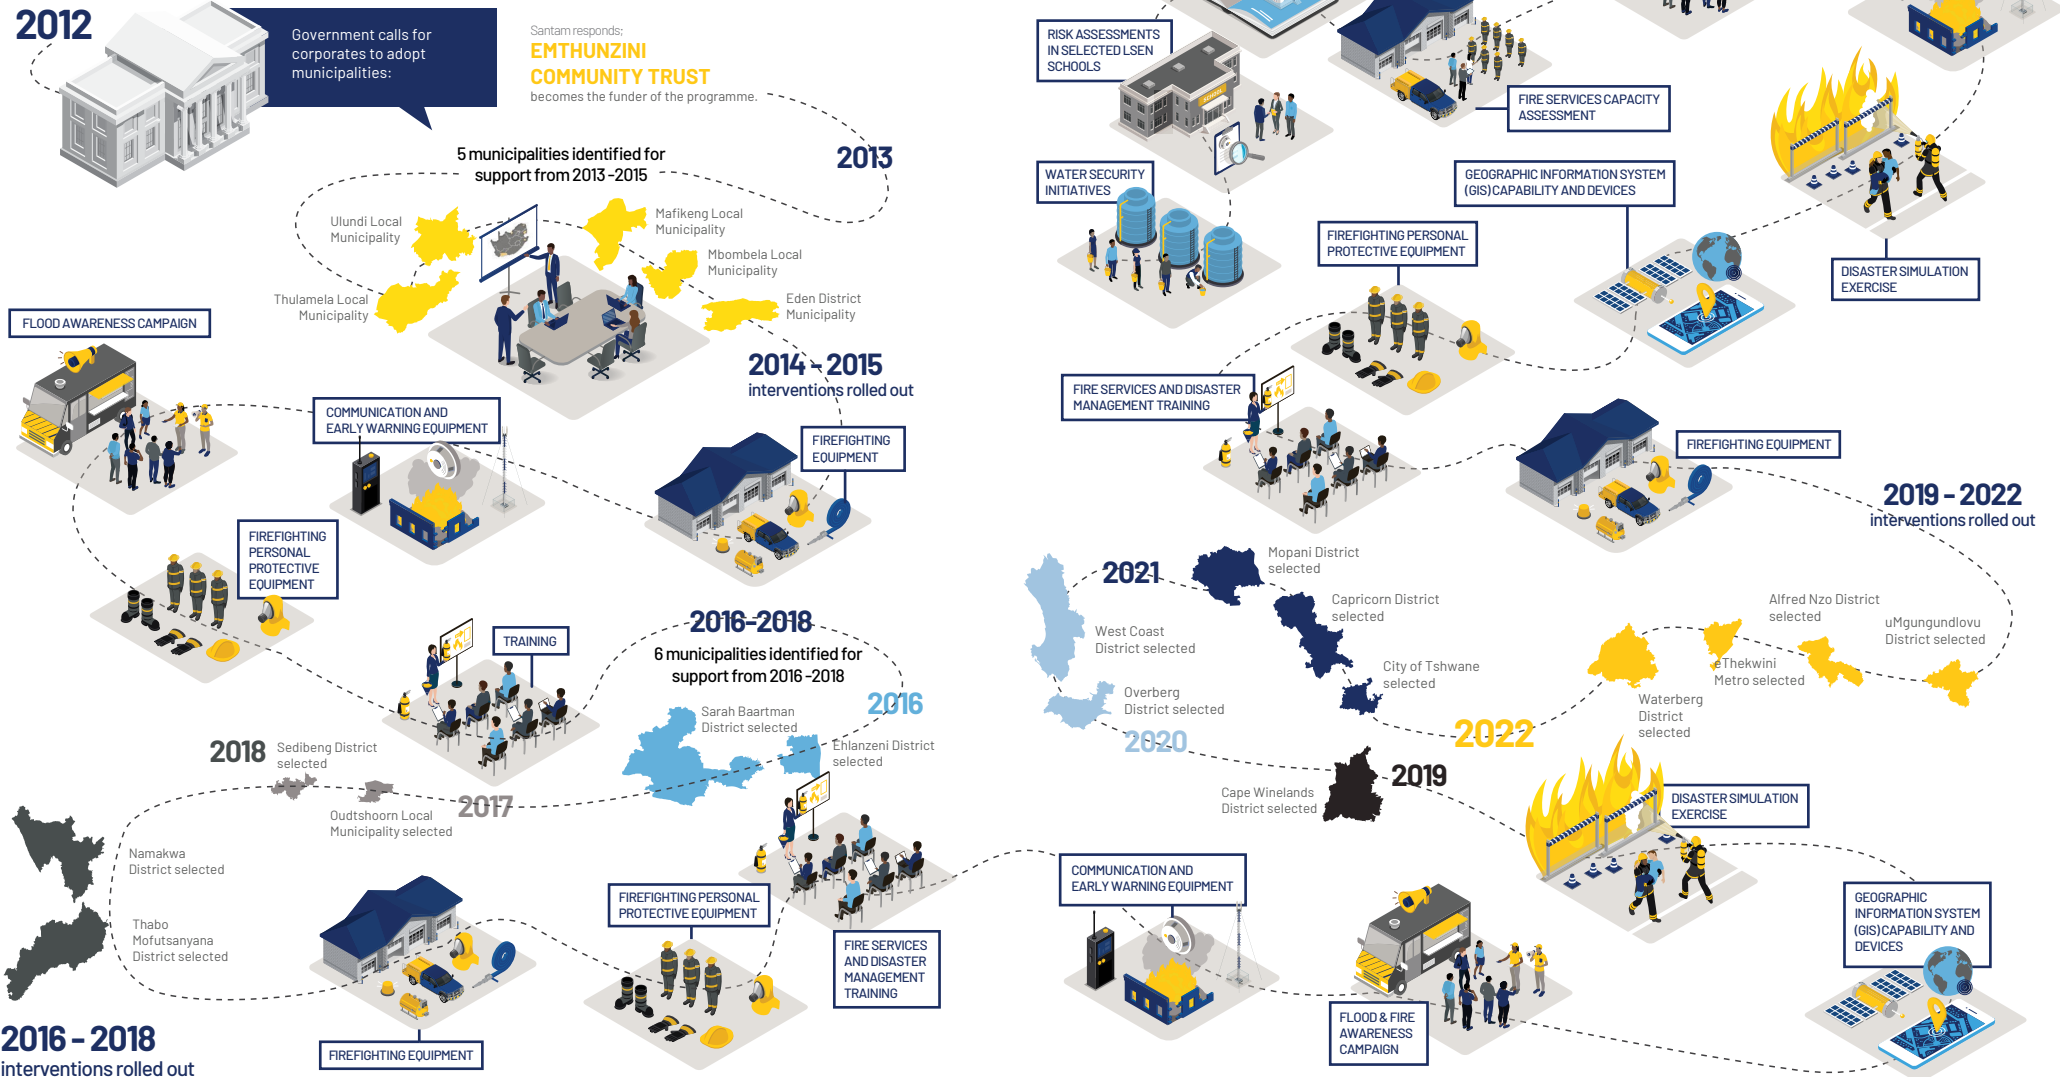 2012
Government calls for
corporates to adopt
municipalities:
Santam responds;
EMTHUNZINI
COMMUNITY TRUST
becomes the funder of the programme.
2013
5 municipalities identified for
support from 2013 -2015
Ulundi Local
Municipality
Mafikeng Local
Municipality
Mbombela Local
Municipality
Thulamela Local
Municipality
Eden District
Municipality
2014 - 2015
interventions rolled out
FIREFIGHTING
EQUIPMENT
COMMUNICATION AND
EARLY WARNING EQUIPMENT
FLOOD AWARENESS CAMPAIGN
FIREFIGHTING
PERSONAL
PROTECTIVE
EQUIPMENT
TRAINING
2016-2018
6 municipalities identified for
support from 2016 -2018
2016
Sarah Baartman
District selected
Ehlanzeni District
selected
2017
Oudtshoorn Local
Municipality selected
2018
Sedibeng District
selected
Namakwa
District selected
Thabo
Mofutsanyana
District selected
2016 - 2018
interventions rolled out
FIREFIGHTING EQUIPMENT
FIREFIGHTING PERSONAL
PROTECTIVE EQUIPMENT
FIRE SERVICES
AND DISASTER
MANAGEMENT
TRAINING
COMMUNICATION AND
EARLY WARNING EQUIPMENT
FLOOD & FIRE
AWARENESS
CAMPAIGN
GEOGRAPHIC
INFORMATION SYSTEM
(GIS) CAPABILITY AND
DEVICES
DISASTER SIMULATION
EXERCISE
2019
Cape Winelands
District selected
2020
Overberg
District selected
West Coast
District selected
2021
Mopani District
selected
Capricorn District
selected
City of Tshwane
selected
2022
Waterberg
District
selected
eThekwini
Metro selected
Alfred Nzo District
selected
uMgungundlovu
District selected
2019 - 2022
interventions rolled out
FIREFIGHTING EQUIPMENT
FIRE SERVICES AND DISASTER
MANAGEMENT TRAINING
FIREFIGHTING PERSONAL
PROTECTIVE EQUIPMENT
GEOGRAPHIC INFORMATION SYSTEM
(GIS) CAPABILITY AND DEVICES
DISASTER SIMULATION
EXERCISE
FIRE SERVICES CAPACITY
ASSESSMENT
RISK ASSESSMENTS
IN SELECTED LSEN
SCHOOLS
SCHOOL
WATER SECURITY
INITIATIVES